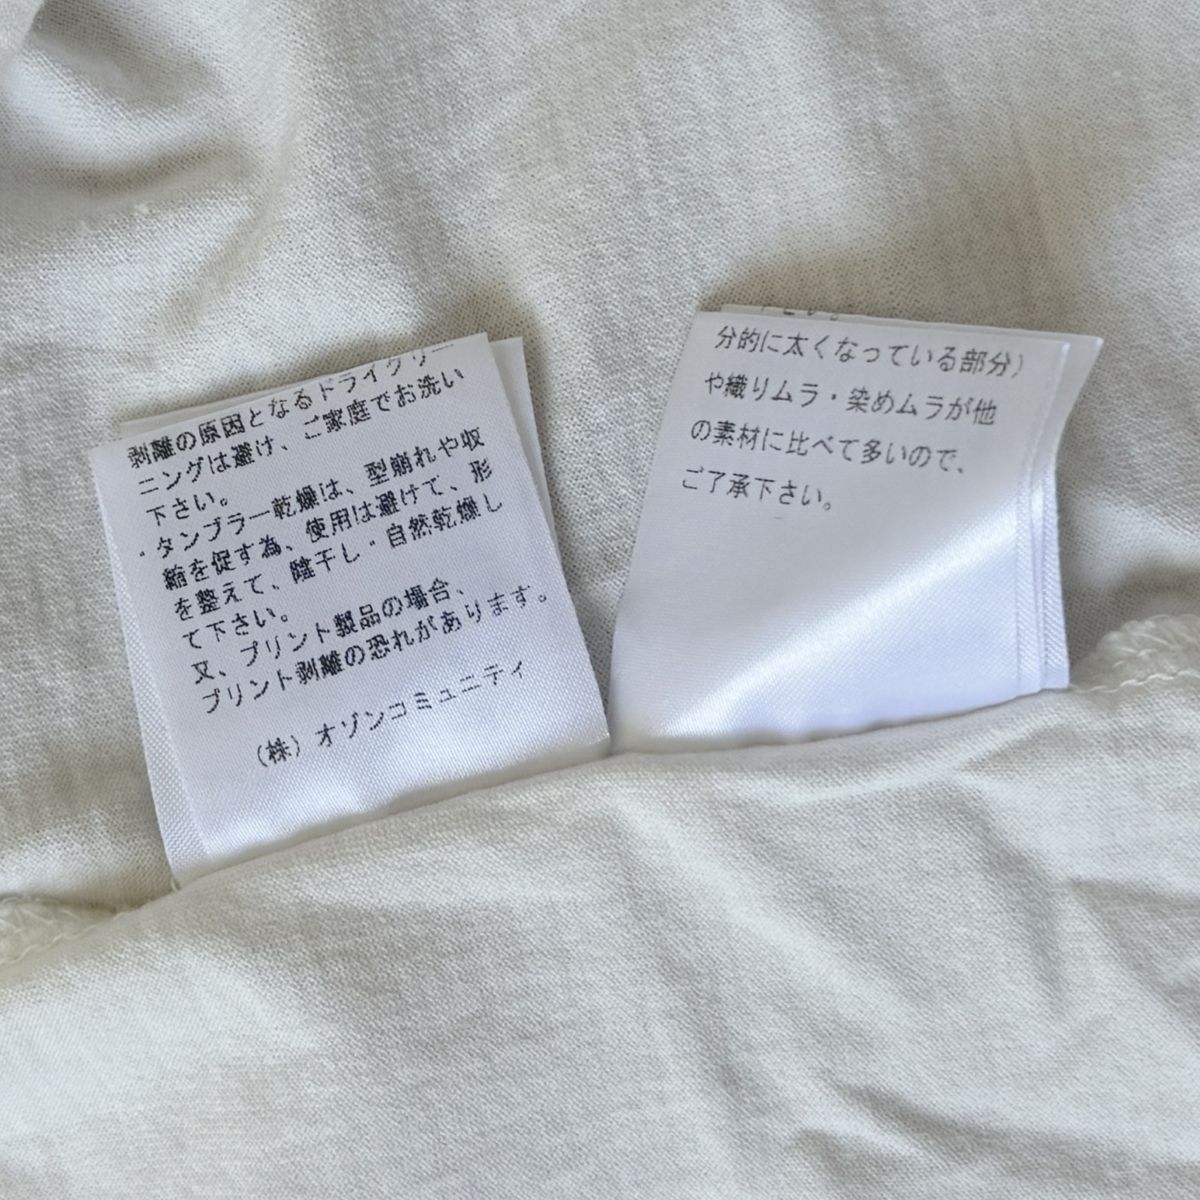 剥離の原因となるドライクリー
ニングは避け、ご家庭でお洗い
下さい。
・タンブラー乾燥は、型崩れや収
縮を促す為、使用は避けて、形
を整えて、陰干し・自然乾燥し
て下さい。
又、プリント製品の場合、
プリント剥離の恐れがあります。
(株)オゾンコミュニティ
分的に太くなっている部分)
や織りムラ・染めムラが他
の素材に比べて多いので、
ご了承下さい。